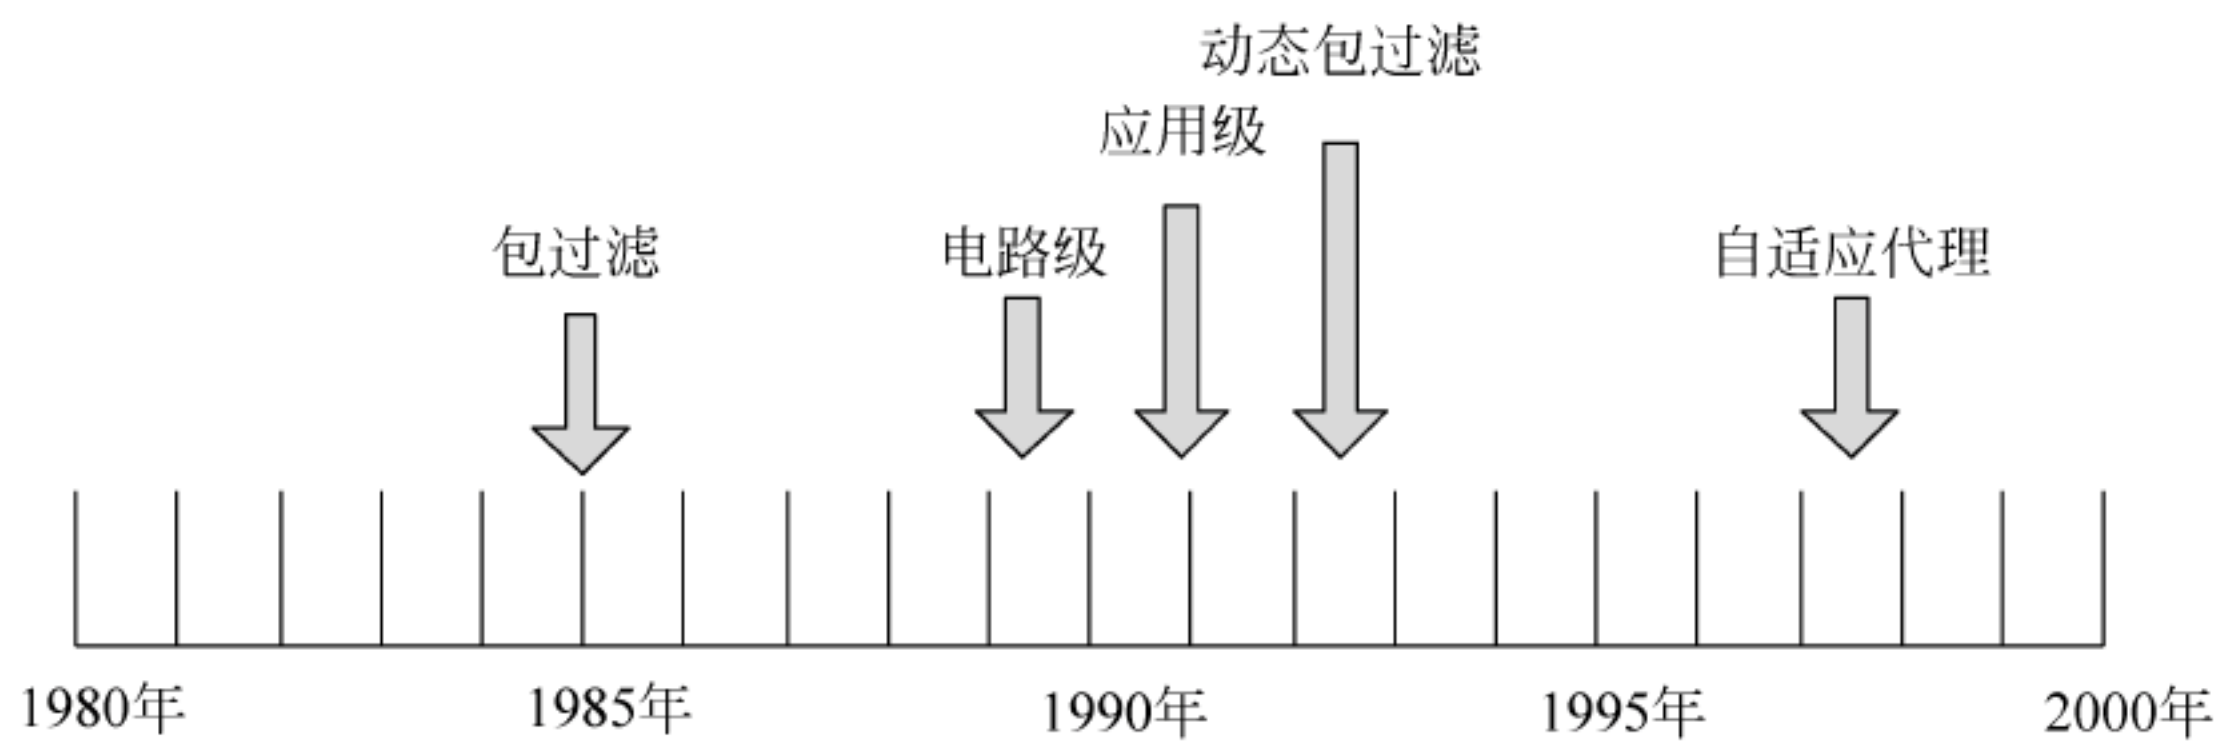 动态包过滤
应用级
包过滤
电路级
自适应代理
1980年
1985年
1990年
1995年
2000年